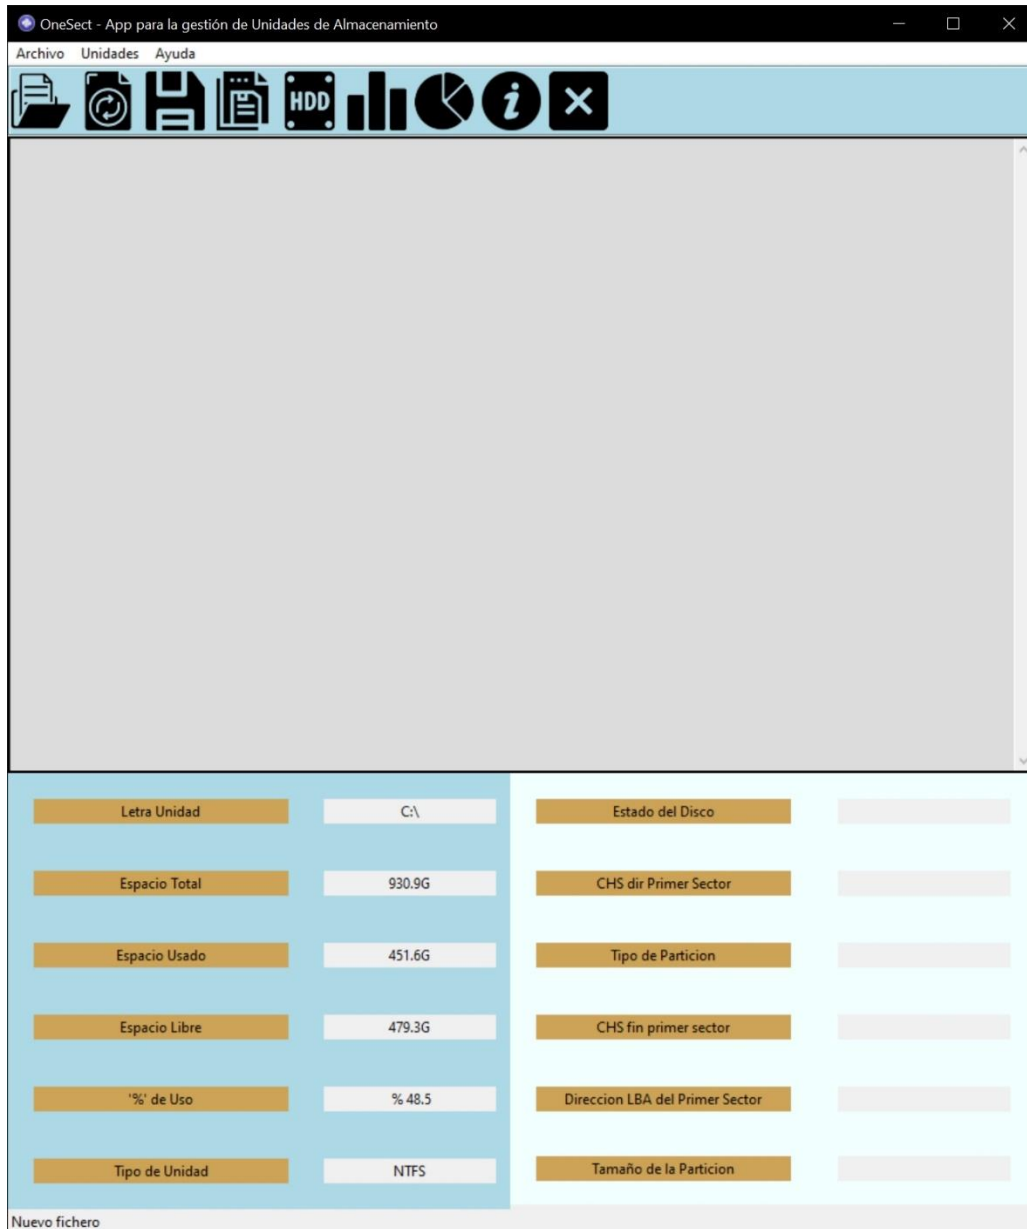 OneSect - App para la gestión de Unidades de Almacenamiento
Archivo Unidades Ayuda
HDD
i
Letra Unidad C:\ Estado del Disco
Espacio Total 930.9G CHS dir Primer Sector
Espacio Usado 451.6G Tipo de Particion
Espacio Libre 479.3G CHS fin primer sector
'%' de Uso % 48.5 Direccion LBA del Primer Sector
Tipo de Unidad NTFS Tamaño de la Particion
Nuevo fichero